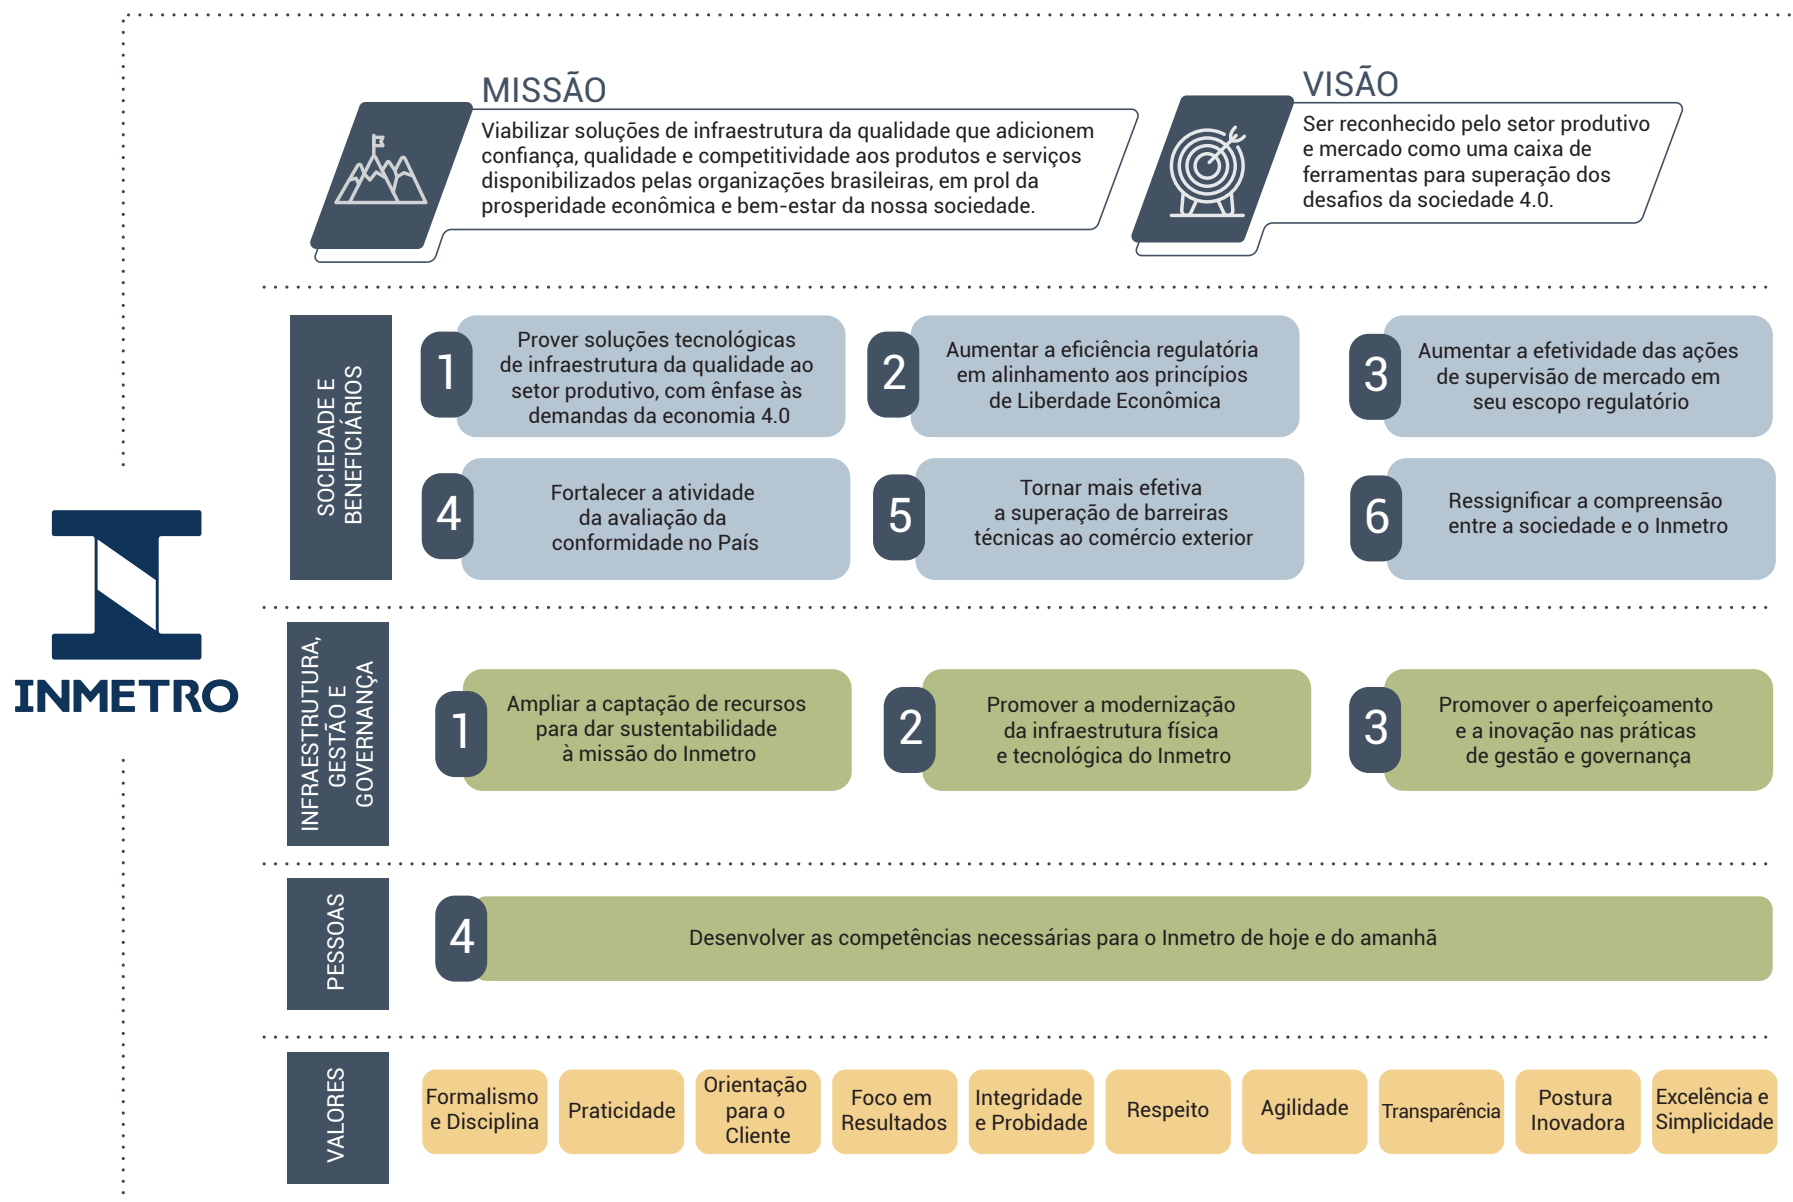 MISSÃO
Viabilizar soluções de infraestrutura da qualidade que adicionem
confiança, qualidade e competitividade aos produtos e serviços
disponibilizados pelas organizações brasileiras, em prol da
prosperidade econômica e bem-estar da nossa sociedade.
VISÃO
Ser reconhecido pelo setor produtivo
e mercado como uma caixa de
ferramentas para superação dos
desafios da sociedade 4.0.
INMETRO
SOCIEDADE E
BENEFICIÁRIOS
1
Prover soluções tecnológicas
de infraestrutura da qualidade ao
setor produtivo, com ênfase às
demandas da economia 4.0
2
Aumentar a eficiência regulatória
em alinhamento aos princípios
de Liberdade Econômica
3
Aumentar a efetividade das ações
de supervisão de mercado em
seu escopo regulatório
4
Fortalecer a atividade
da avaliação da
conformidade no País
5
Tornar mais efetiva
a superação de barreiras
técnicas ao comércio exterior
6
Ressignificar a compreensão
entre a sociedade e o Inmetro
INFRAESTRUTURA,
GESTÃO E
GOVERNANÇA
1
Ampliar a captação de recursos
para dar sustentabilidade
à missão do Inmetro
2
Promover a modernização
da infraestrutura física
e tecnológica do Inmetro
3
Promover o aperfeiçoamento
e a inovação nas práticas
de gestão e governança
PESSOAS
4
Desenvolver as competências necessárias para o Inmetro de hoje e do amanhã
VALORES
Formalismo
e Disciplina
Praticidade
Orientação
para o
Cliente
Foco em
Resultados
Integridade
e Probidade
Respeito
Agilidade
Transparência
Postura
Inovadora
Excelência e
Simplicidade